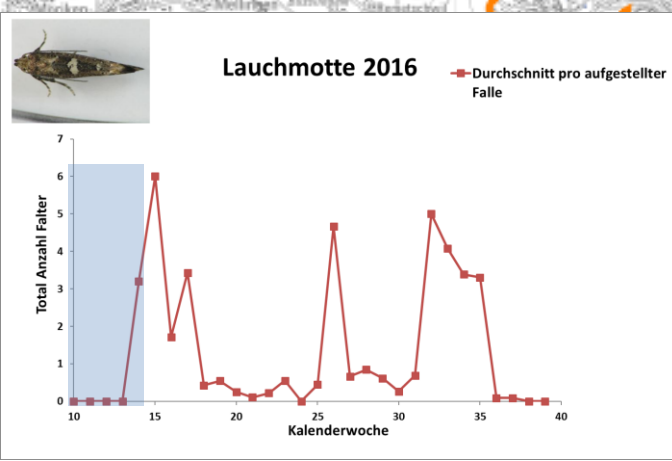 Lauchmotte 2016
Durchschnitt pro aufgestellter
Falle
Total Anzahl Falter
7
6
5
4
3
2
1
0
10 15 20 25 30 35 40
Kalenderwoche